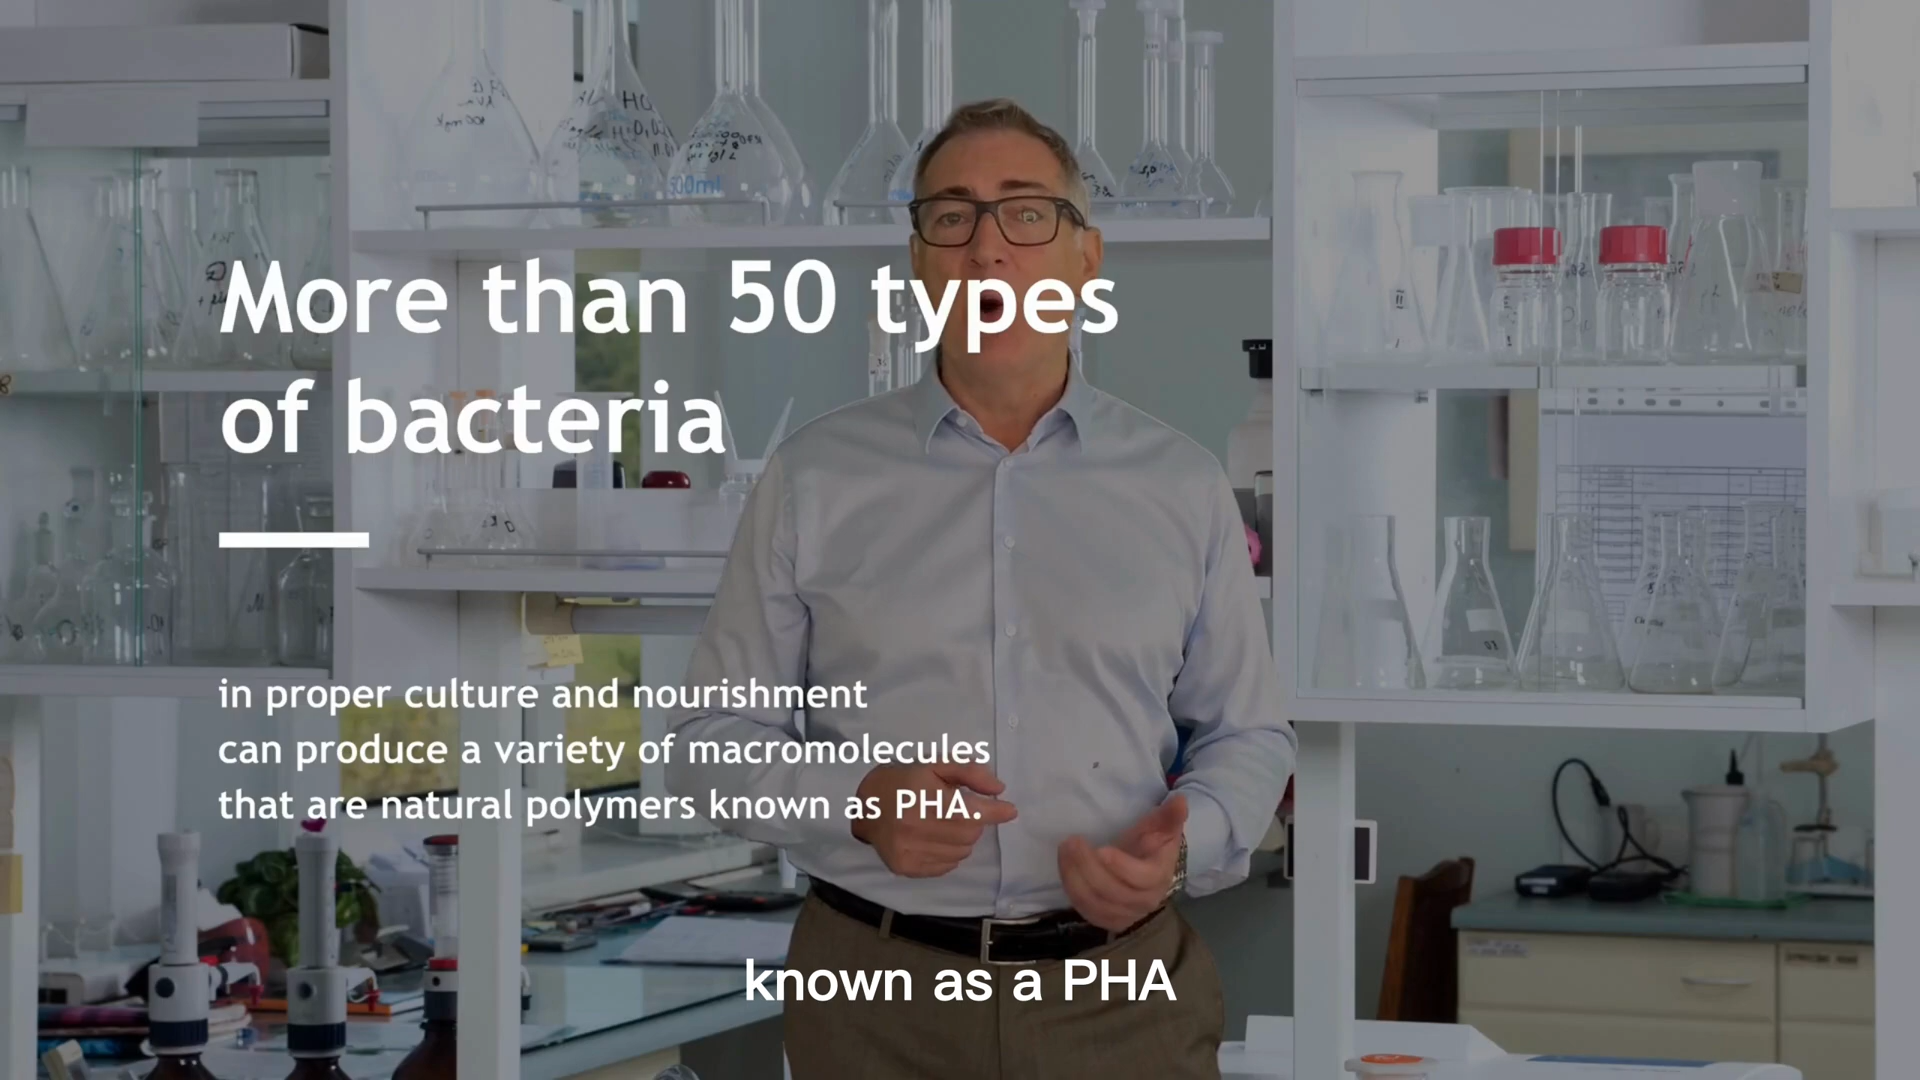 More than 50 types
of bacteria
in proper culture and nourishment
can produce a variety of macromolecules
that are natural polymers known as PHA.
known as a PHA